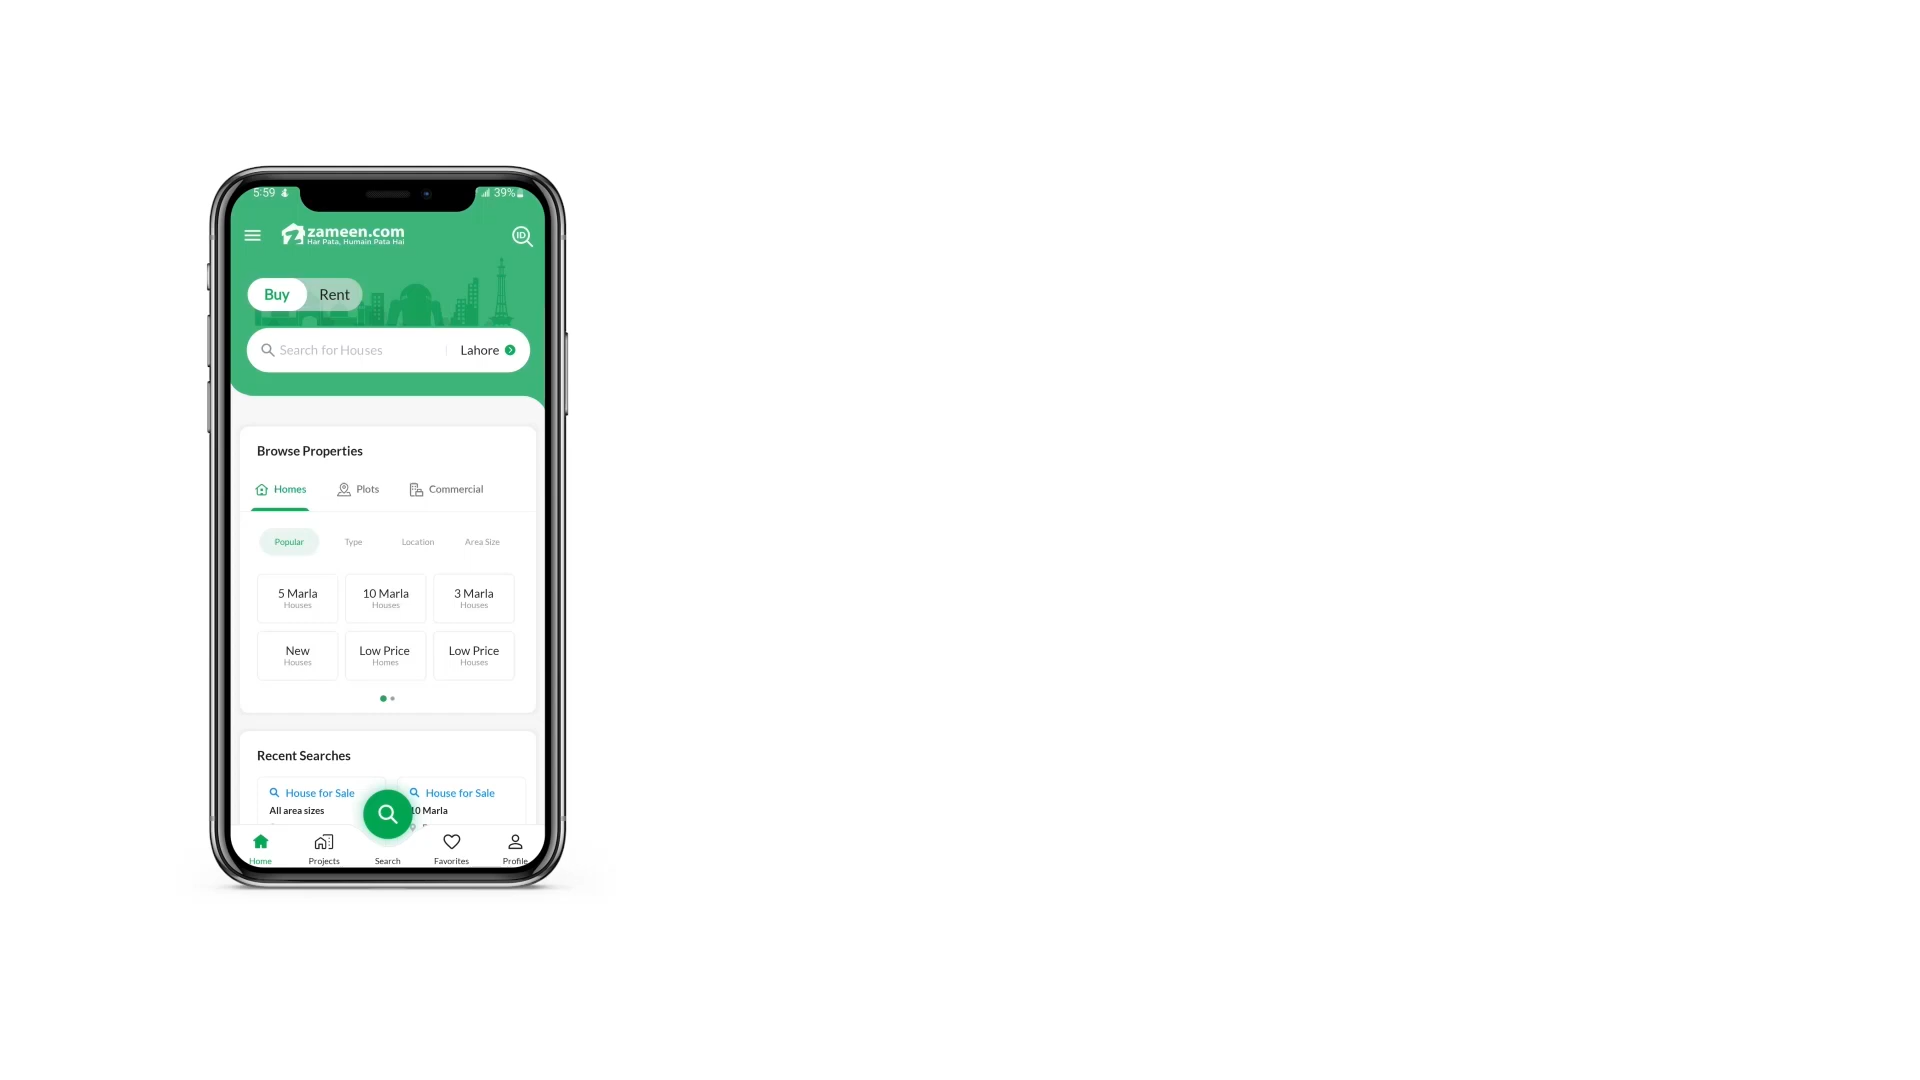 5:59
39%
zameen.com
Har Pata, Humain Pata Hai
ID
Buy
Rent
Search for Houses
Lahore
Browse Properties
Homes
Plots
Commercial
Popular
Type
Location
Area Size
5 Marla
Houses
10 Marla
Houses
3 Marla
Houses
New
Houses
Low Price
Homes
Low Price
Houses
Recent Searches
House for Sale
All area sizes
House for Sale
10 Marla
Home
Projects
Search
Favorites
Profile